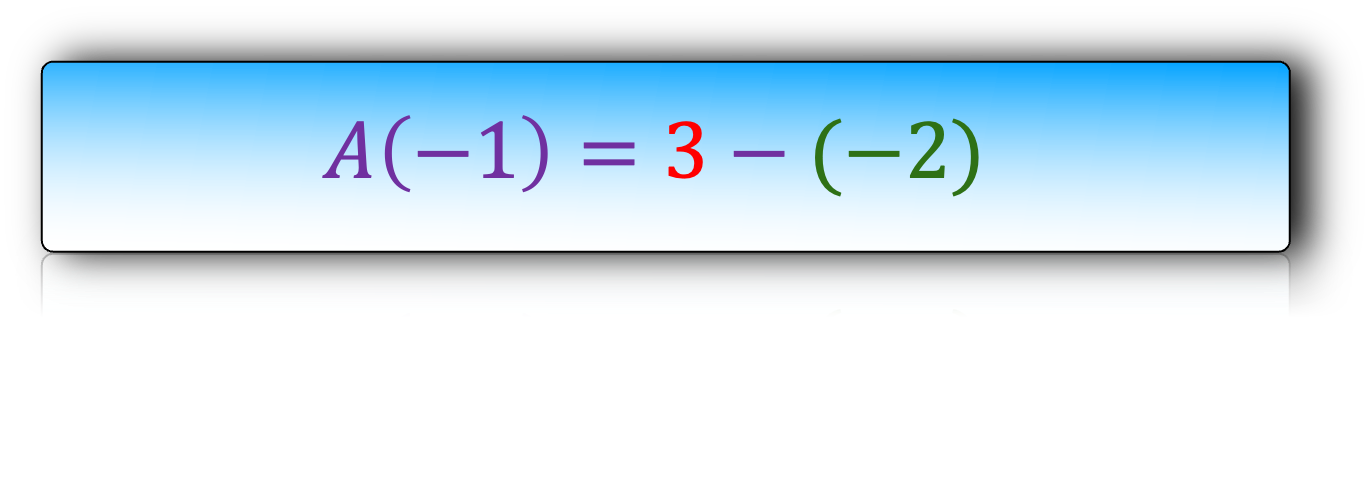 A(−1) = 3 − (−2)